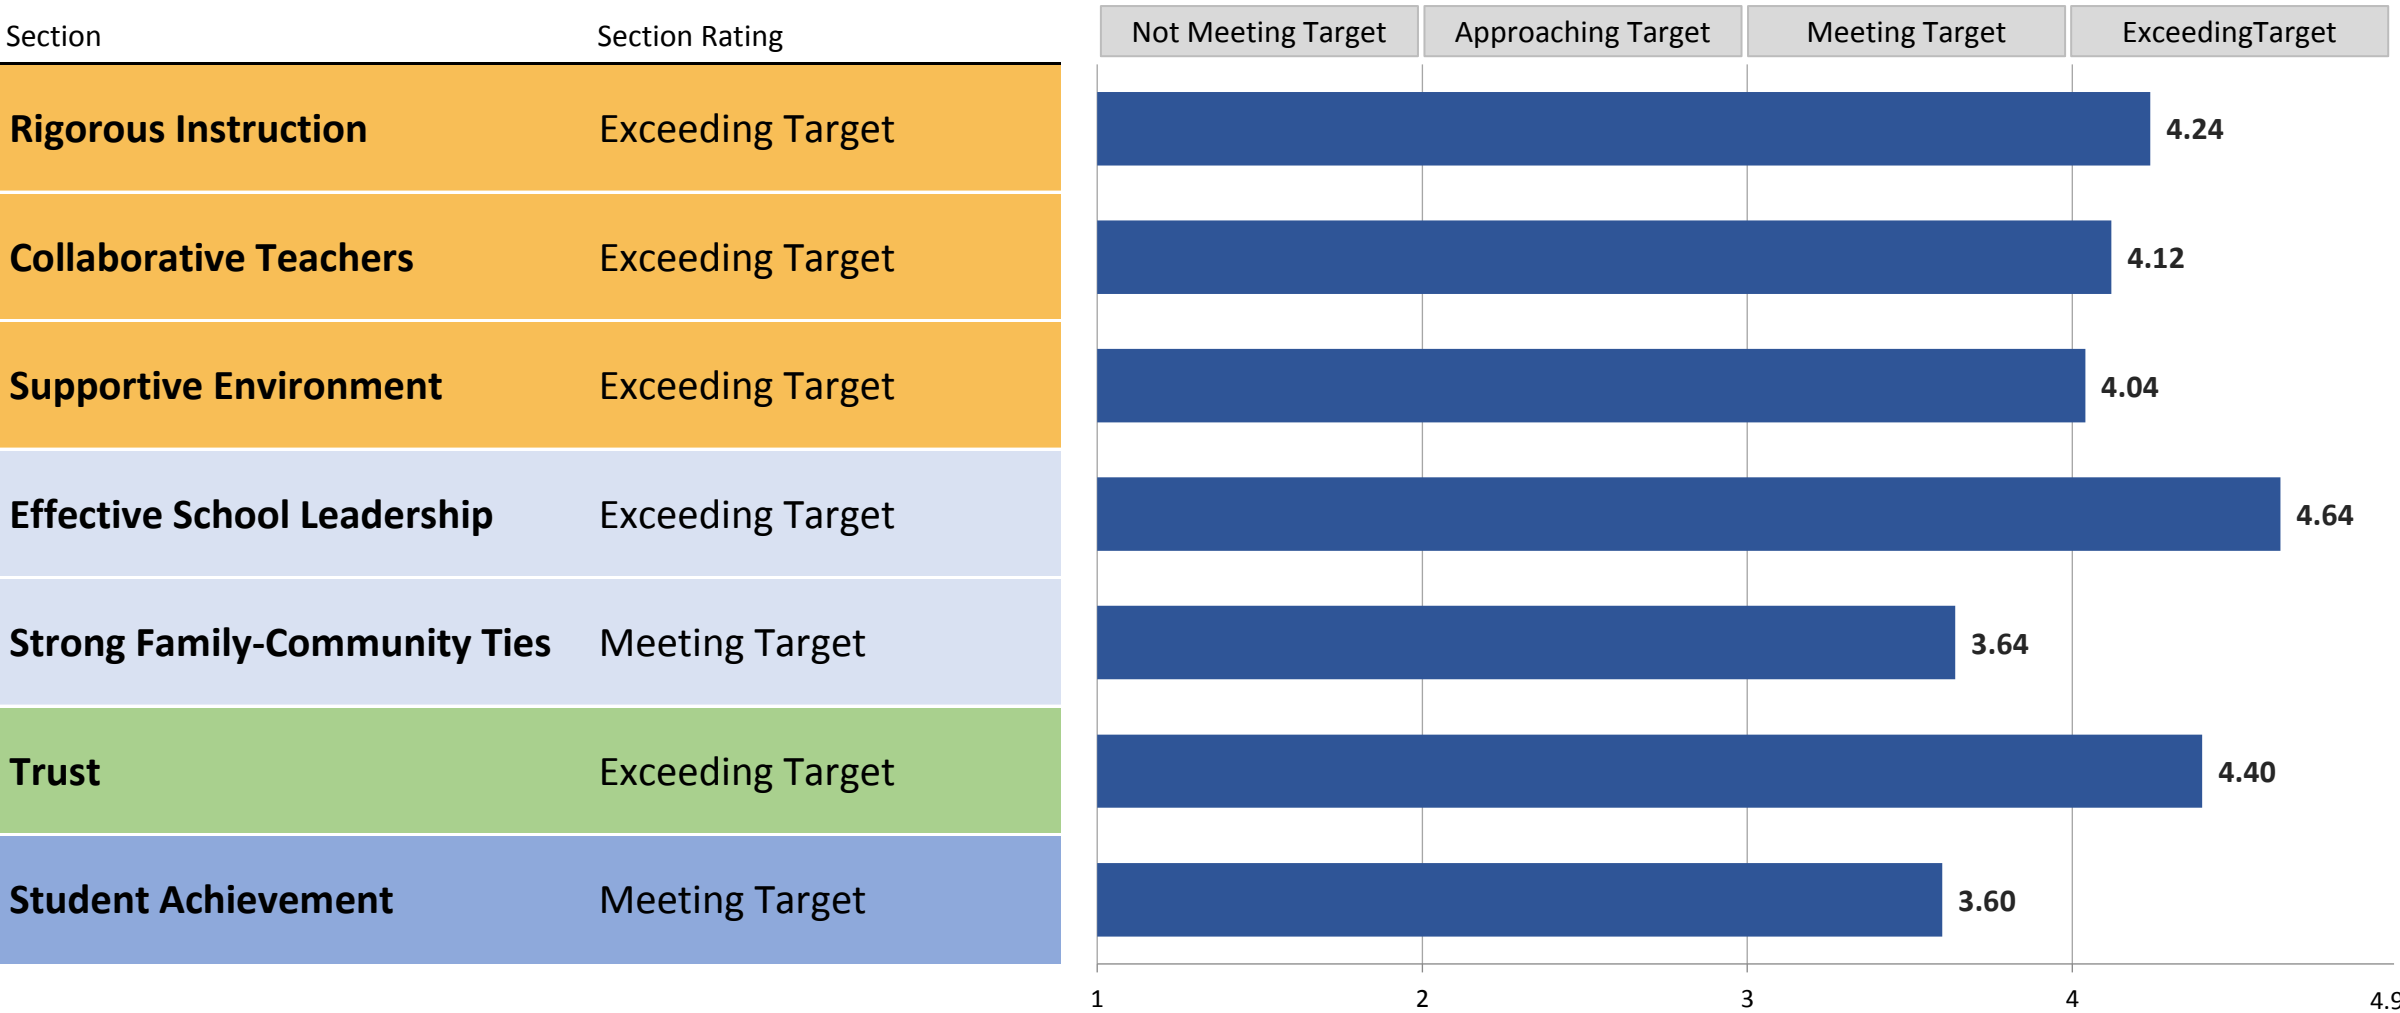 Section Section Rating Not Meeting Target Approaching Target Meeting Target ExceedingTarget
Rigorous Instruction Exceeding Target 4.24
Collaborative Teachers Exceeding Target 4.12
Supportive Environment Exceeding Target 4.04
Effective School Leadership Exceeding Target 4.64
Strong Family-Community Ties Meeting Target 3.64
Trust Exceeding Target 4.40
Student Achievement Meeting Target 3.60
1 2 3 4 4.9